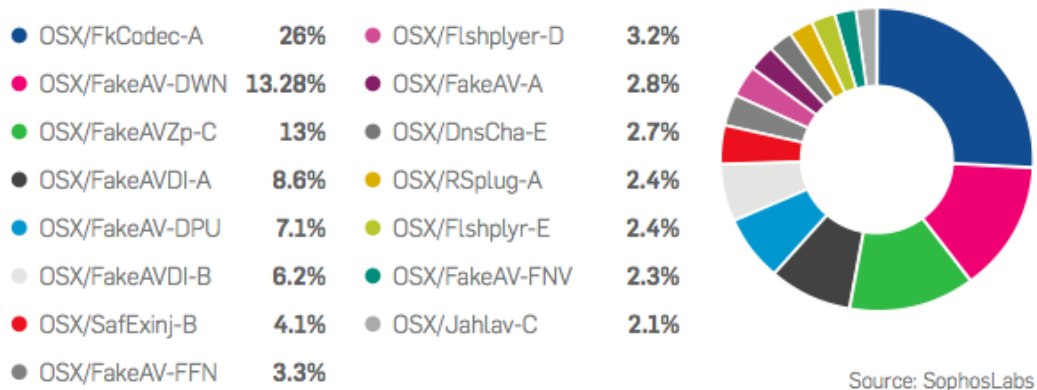 OSX/FkCodec-A 26%
OSX/FakeAV-DWN 13.28%
OSX/FakeAVZp-C 13%
OSX/FakeAVDI-A 8.6%
OSX/FakeAV-DPU 7.1%
OSX/FakeAVDI-B 6.2%
OSX/SafExinj-B 4.1%
OSX/FakeAV-FFN 3.3%
OSX/Flshplyer-D 3.2%
OSX/FakeAV-A 2.8%
OSX/DnsCha-E 2.7%
OSX/RSplug-A 2.4%
OSX/Flshplyr-E 2.4%
OSX/FakeAV-FNV 2.3%
OSX/Jahlav-C 2.1%
Source: SophosLabs